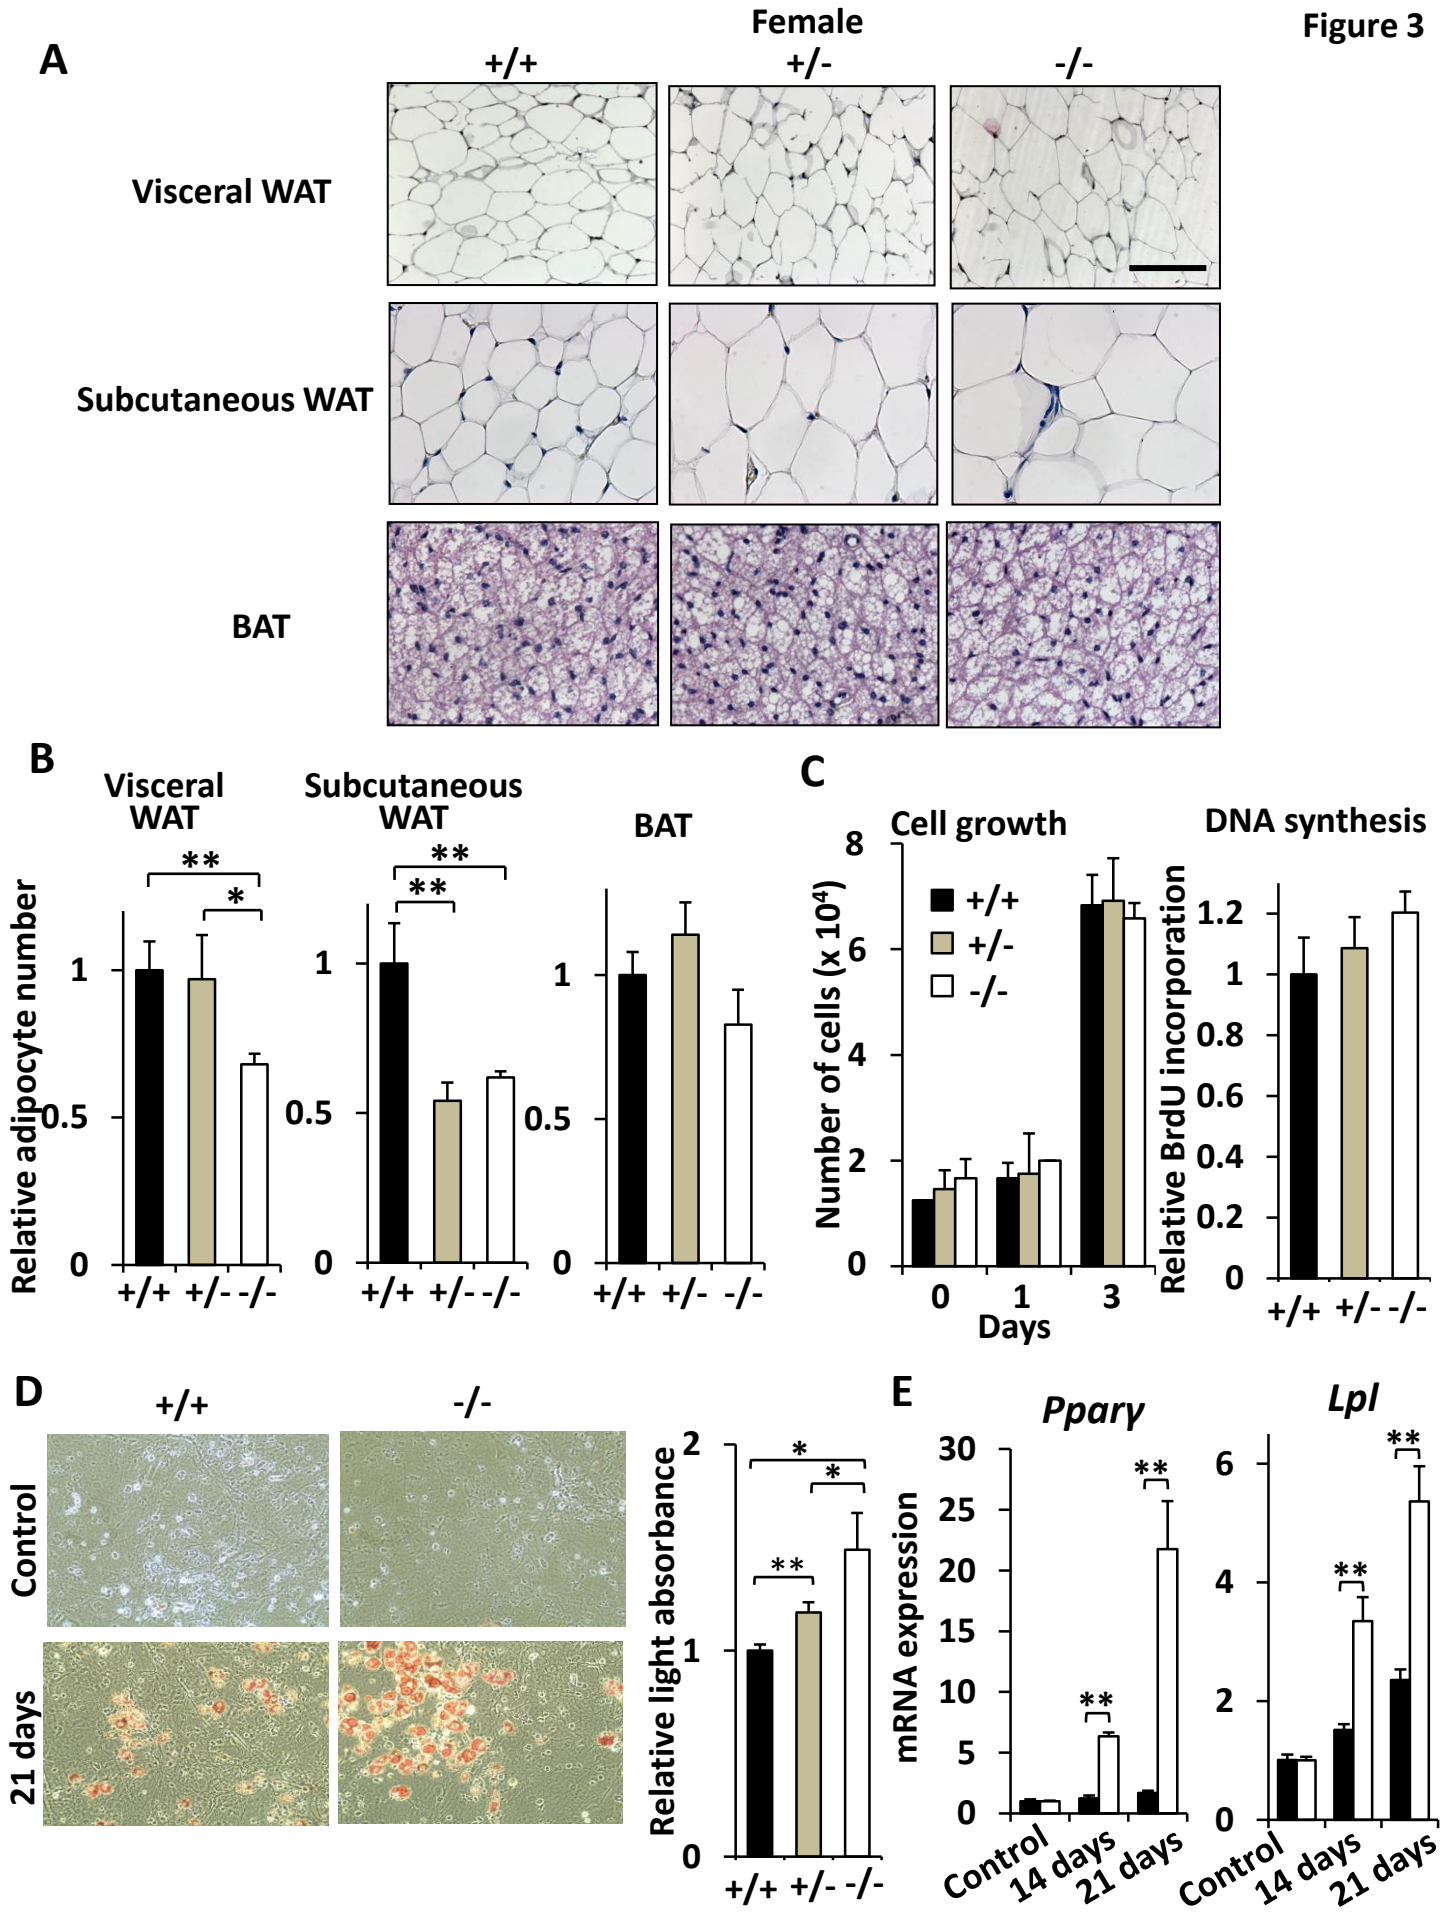 Female
Figure 3
A
+/+ +/- -/-
Visceral WAT
Subcutaneous WAT
BAT
B
Visceral
WAT
Subcutaneous
WAT
BAT
Relative adipocyte number
** *
** **
1
0.5
0
1
0.5
0
1
0.5
0
+/+ +/- -/-
+/+ +/- -/-
+/+ +/- -/-
C
Cell growth
DNA synthesis
Number of cells (x 10⁴)
8
6
4
2
0
+/+
+/-
-/-
0 1 3
Days
Relative BrdU incorporation
1.2
1
0.8
0.6
0.4
0.2
0
+/+ +/- -/-
D
+/+ -/-
Control
21 days
Relative light absorbance
2
1
0
*
*
**
+/+ +/- -/-
E
Pparγ
Lpl
mRNA expression
30
25
20
15
10
5
0
**
**
Control 14 days 21 days
6
4
2
0
**
**
Control 14 days 21 days